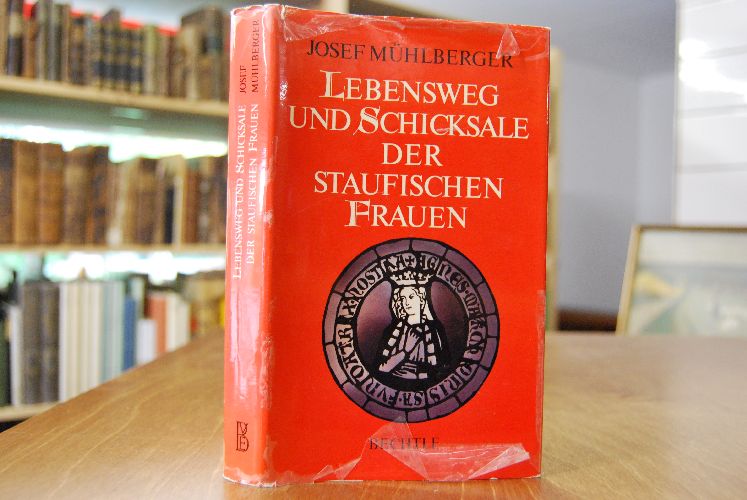 JOSEF MÜHLBERGER
LEBENSWEG
UND SCHICKSALE
DER
STAUFISCHEN
FRAUEN
BECHTLE
JOSEF MÜHLBERGER
LEBENSWEG UND SCHICKSALE
DER STAUFISCHEN FRAUEN